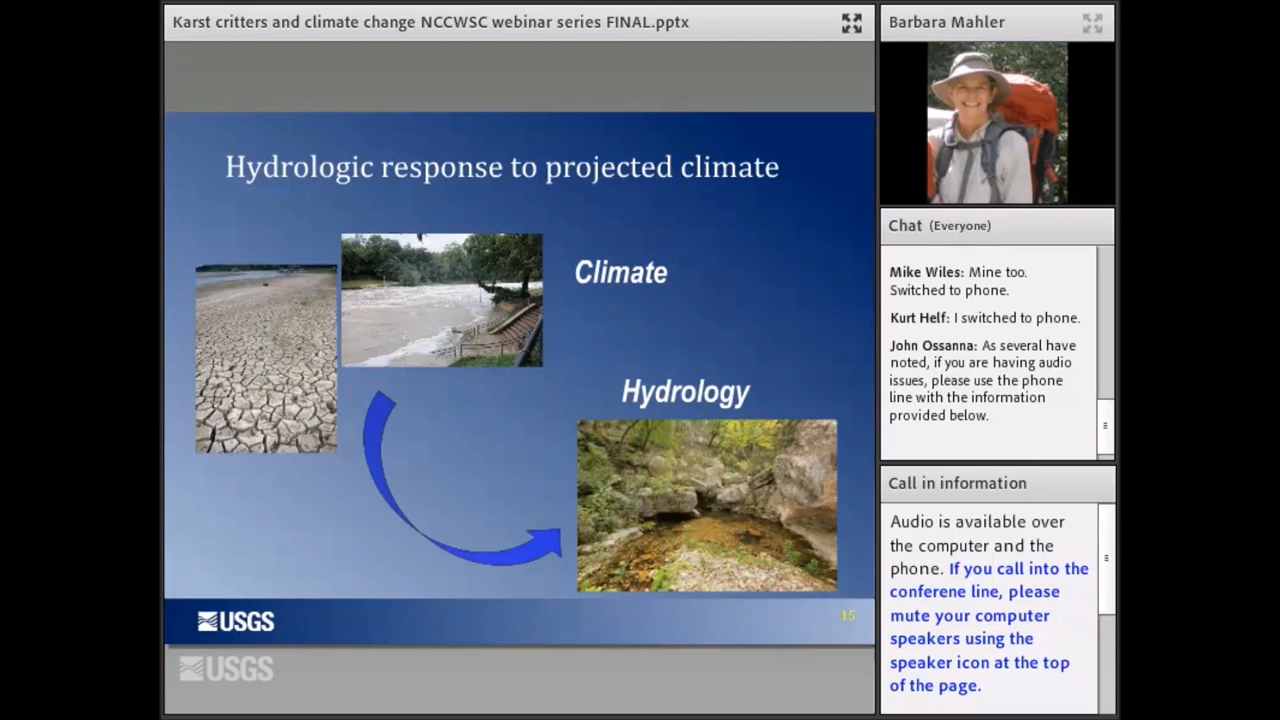 Karst critters and climate change NCCWSC webinar series FINAL.pptx
Hydrologic response to projected climate
Climate
Hydrology
USGS
15
USGS
Barbara Mahler
Chat (Everyone)
Mike Wiles: Mine too.
Switched to phone.
Kurt Helf: I switched to phone.
John Ossanna: As several have
noted, if you are having audio
issues, please use the phone
line with the information
provided below.
Call in information
Audio is available over
the computer and the
phone. If you call into the
conferene line, please
mute your computer
speakers using the
speaker icon at the top
of the page.